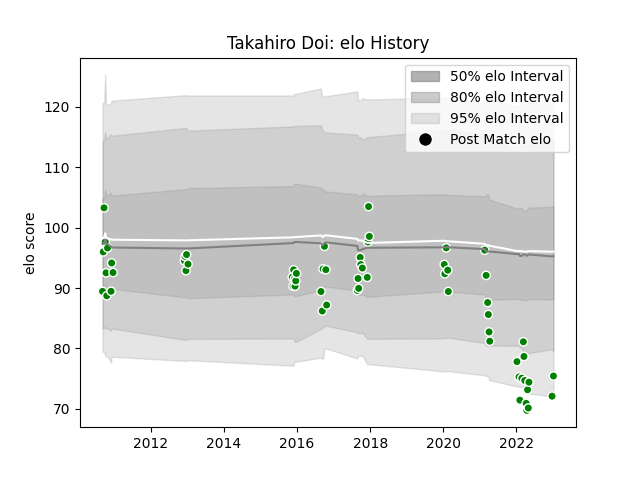 Takahiro Doi: elo History
50% elo Interval
80% elo Interval
95% elo Interval
Post Match elo
elo score
120
110
100
90
80
70
2012 2014 2016 2018 2020 2022